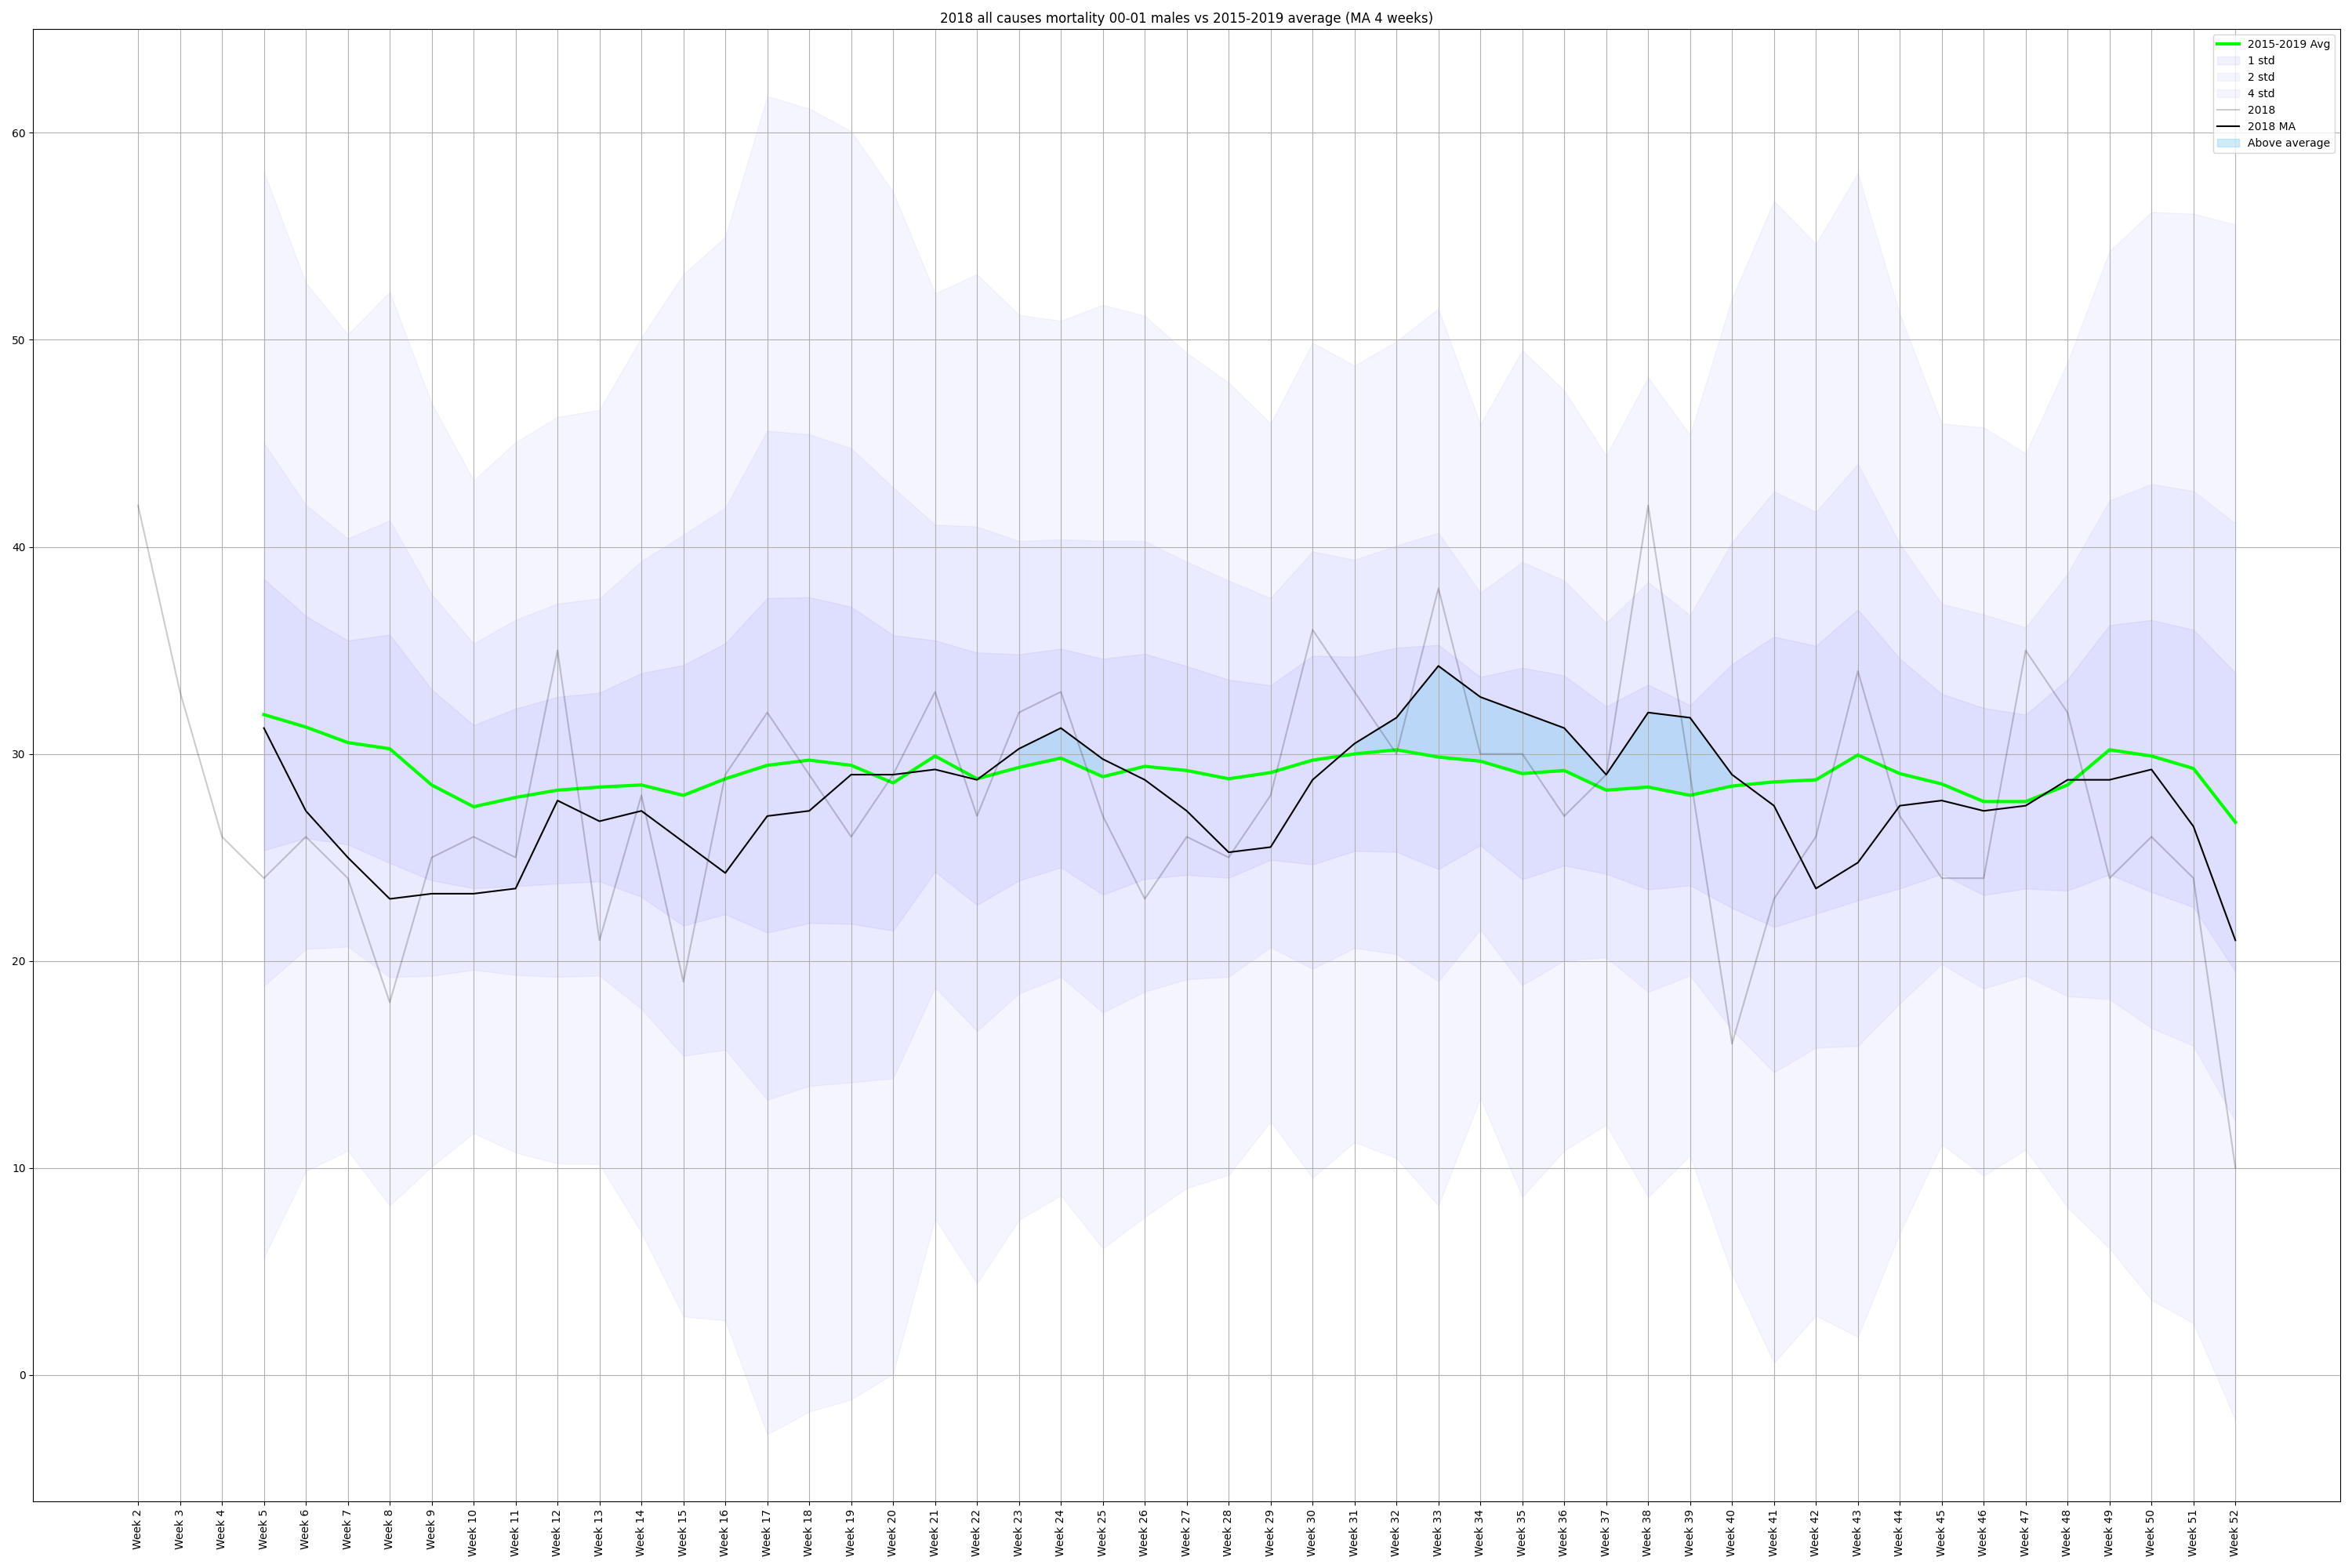 2018 all causes mortality 00-01 males vs 2015-2019 average (MA 4 weeks)
2015-2019 Avg
1 std
2 std
4 std
2018
2018 MA
Above average
60
50
40
30
20
10
0
Week 2
Week 3
Week 4
Week 5
Week 6
Week 7
Week 8
Week 9
Week 10
Week 11
Week 12
Week 13
Week 14
Week 15
Week 16
Week 17
Week 18
Week 19
Week 20
Week 21
Week 22
Week 23
Week 24
Week 25
Week 26
Week 27
Week 28
Week 29
Week 30
Week 31
Week 32
Week 33
Week 34
Week 35
Week 36
Week 37
Week 38
Week 39
Week 40
Week 41
Week 42
Week 43
Week 44
Week 45
Week 46
Week 47
Week 48
Week 49
Week 50
Week 51
Week 52